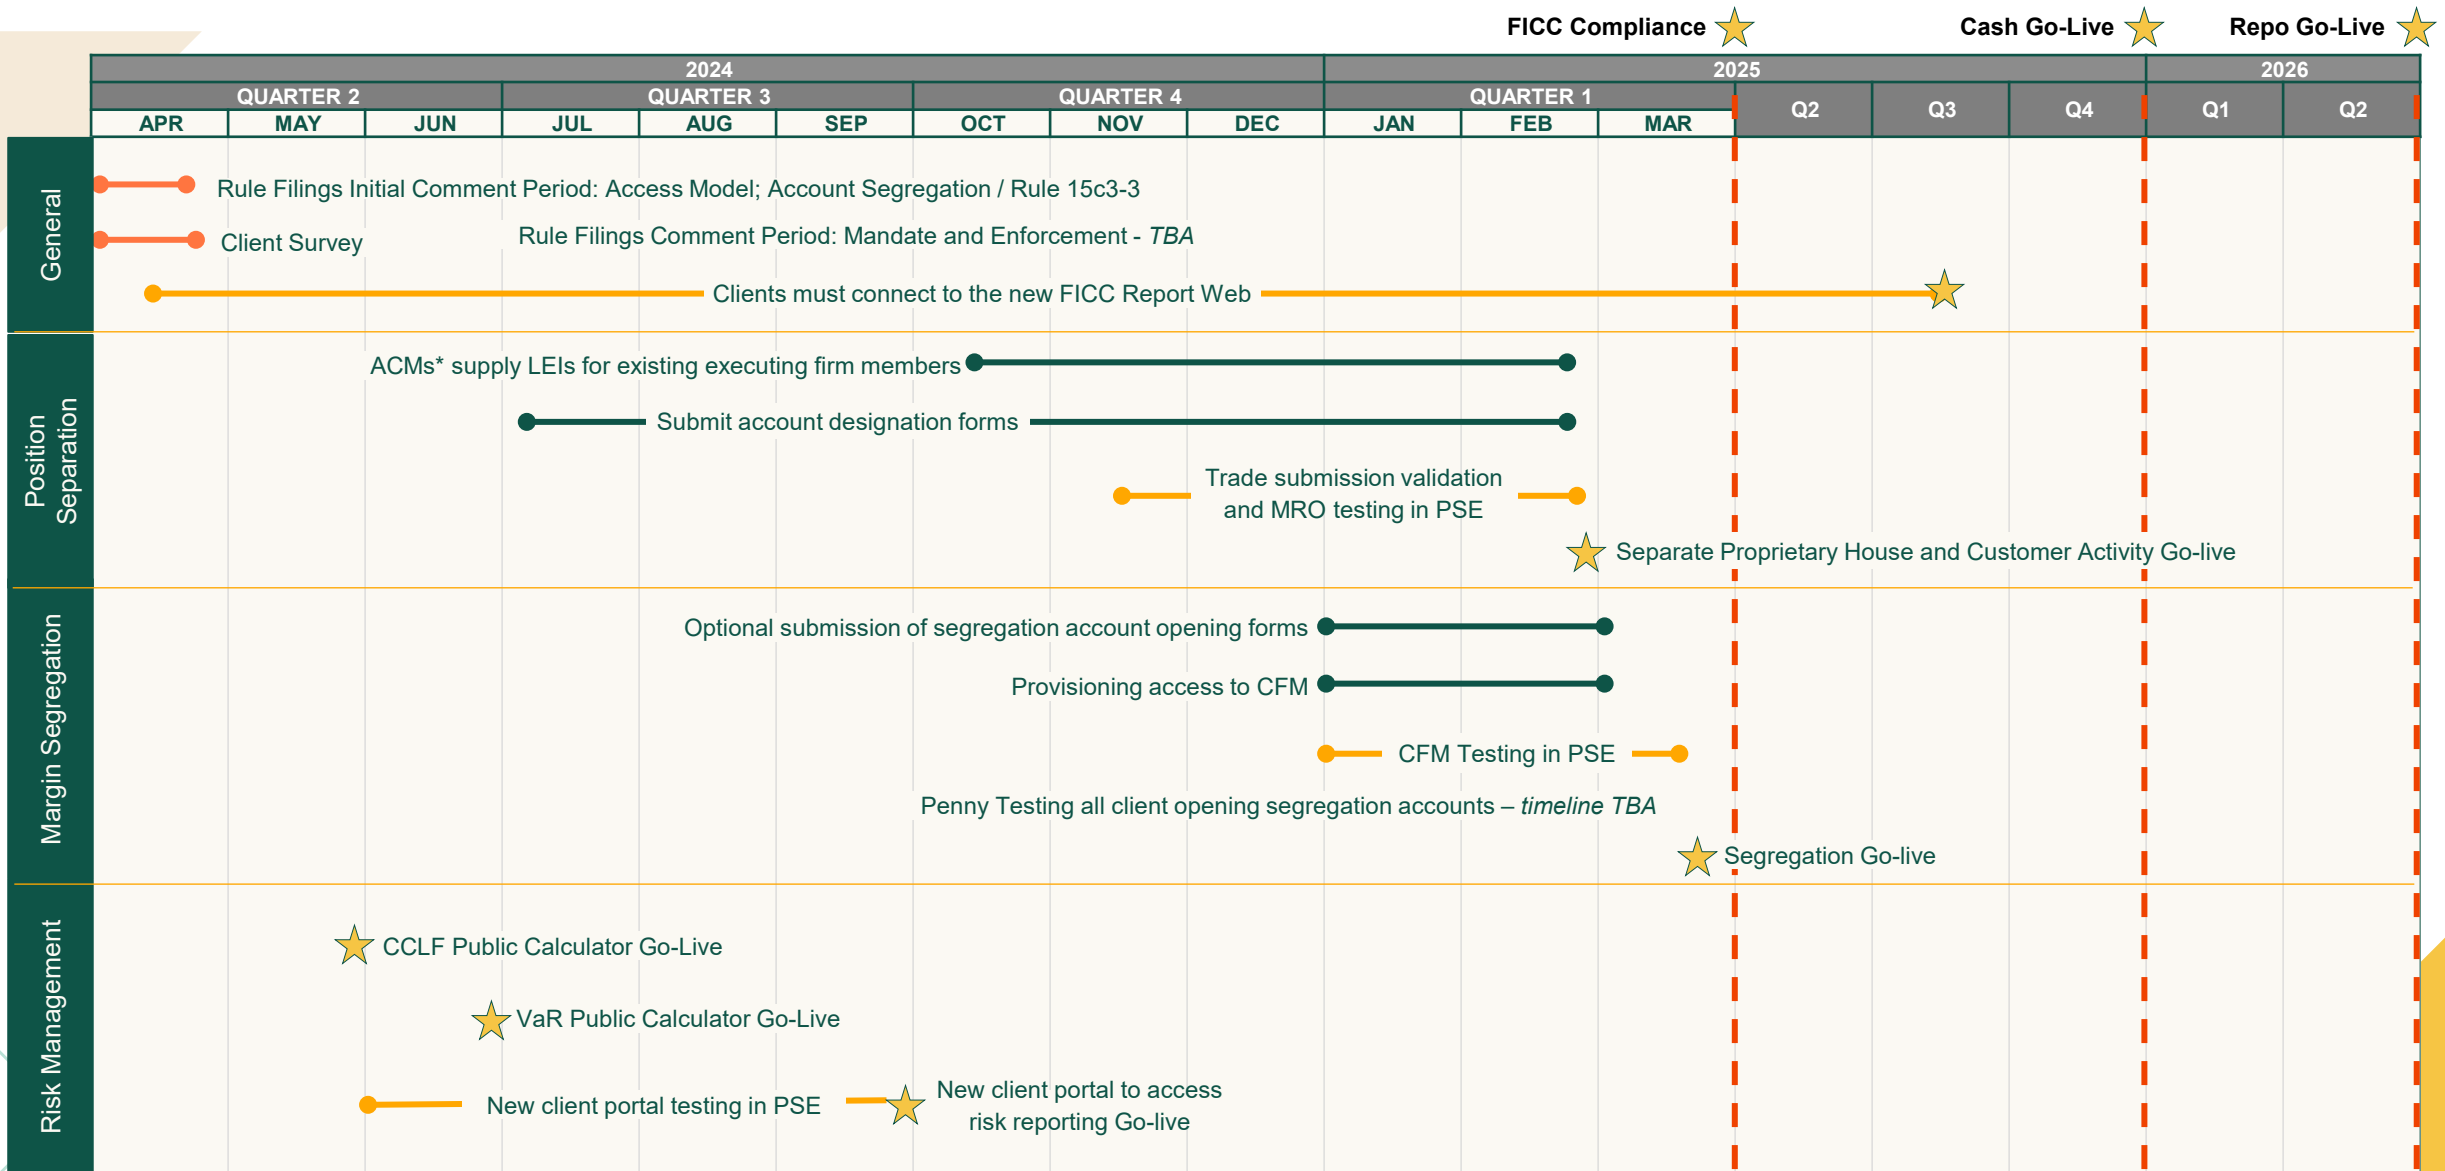 FICC Compliance
Cash Go-Live
Repo Go-Live
2024
2025
2026
QUARTER 2
QUARTER 3
QUARTER 4
QUARTER 1
Q2
Q3
Q4
Q1
Q2
APR
MAY
JUN
JUL
AUG
SEP
OCT
NOV
DEC
JAN
FEB
MAR
General
Rule Filings Initial Comment Period: Access Model; Account Segregation / Rule 15c3-3
Client Survey
Rule Filings Comment Period: Mandate and Enforcement - TBA
Clients must connect to the new FICC Report Web
Position
Separation
ACMs* supply LEIs for existing executing firm members
Submit account designation forms
Trade submission validation
and MRO testing in PSE
Separate Proprietary House and Customer Activity Go-live
Margin Segregation
Optional submission of segregation account opening forms
Provisioning access to CFM
CFM Testing in PSE
Penny Testing all client opening segregation accounts – timeline TBA
Segregation Go-live
Risk Management
CCLF Public Calculator Go-Live
VaR Public Calculator Go-Live
New client portal testing in PSE
New client portal to access
risk reporting Go-live